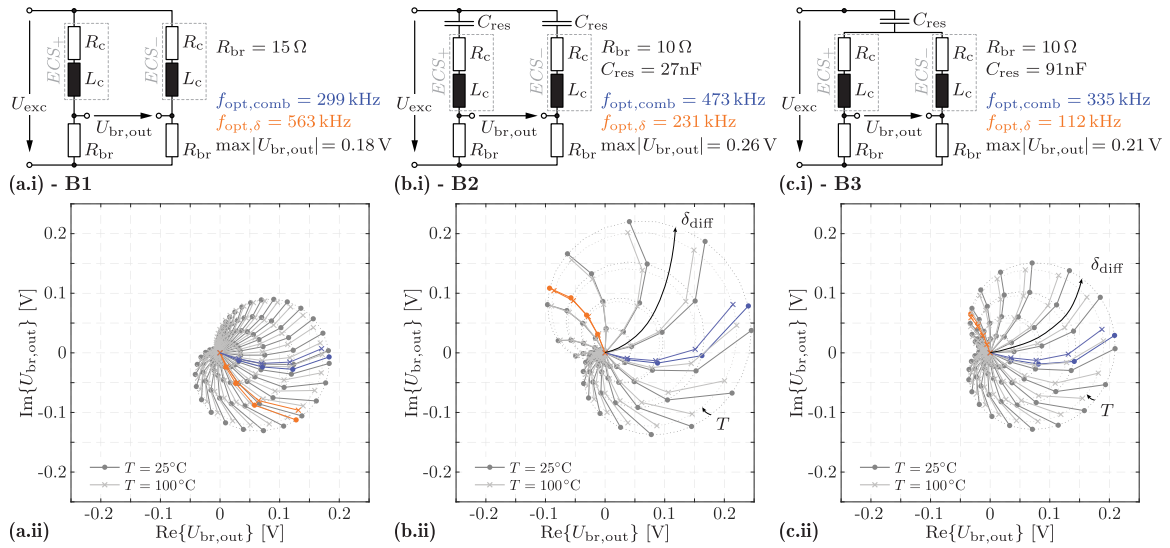 C_res C_res
C_res
R_c R_c R_br = 15 Ω
ECS_+ ECS_−
L_c L_c
U_exc
f_opt,comb = 299 kHz
f_opt,δ = 563 kHz
U_br,out
max|U_br,out| = 0.18 V
R_br R_br
(a.i) - B1
R_c R_c R_br = 10 Ω
C_res = 27nF
ECS_+ ECS_−
L_c L_c
U_exc
f_opt,comb = 473 kHz
f_opt,δ = 231 kHz
U_br,out
max|U_br,out| = 0.26 V
R_br R_br
(b.i) - B2
R_c R_c R_br = 10 Ω
C_res = 91nF
ECS_+ ECS_−
L_c L_c
U_exc
f_opt,comb = 335 kHz
f_opt,δ = 112 kHz
U_br,out
max|U_br,out| = 0.21 V
R_br R_br
(c.i) - B3
0.2
0.1
0
-0.1
-0.2
Im{U_br,out} [V]
T = 25°C
T = 100°C
-0.2 -0.1 0 0.1 0.2
(a.ii) Re{U_br,out} [V]
0.2
0.1
0
-0.1
-0.2
Im{U_br,out} [V]
δ_diff
T
T = 25°C
T = 100°C
-0.2 -0.1 0 0.1 0.2
(b.ii) Re{U_br,out} [V]
0.2
0.1
0
-0.1
-0.2
Im{U_br,out} [V]
δ_diff
T
T = 25°C
T = 100°C
-0.2 -0.1 0 0.1 0.2
(c.ii) Re{U_br,out} [V]